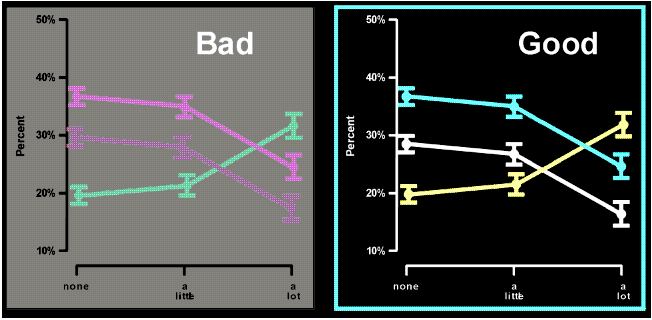 Bad
50%
40%
30%
20%
10%
Percent
none
a
little
a
lot
Good
50%
40%
30%
20%
10%
Percent
none
a
little
a
lot